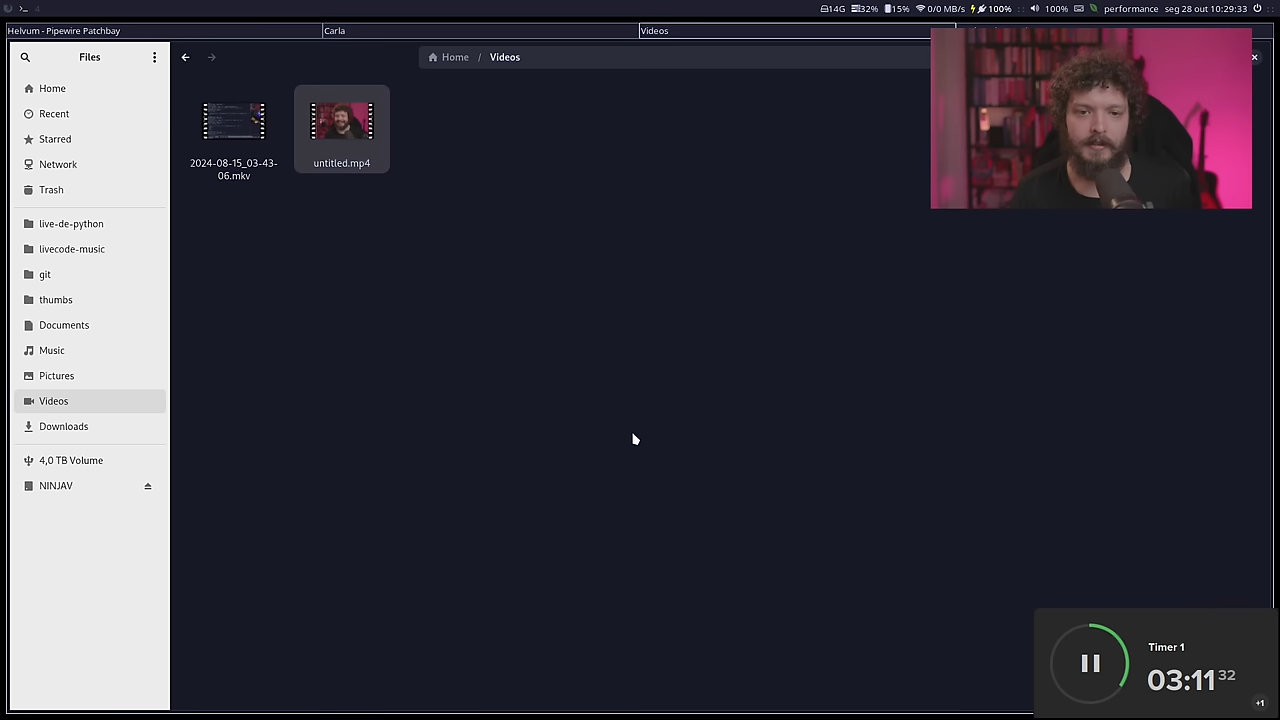 4
14G 32% 15% 0/0 MB/s 100% 100% performance seg 28 out 10:29:33
Helvum - Pipewire Patchbay
Carla
Videos
Files
Home / Videos
Home
Recent
Starred
Network
Trash
live-de-python
livecode-music
git
thumbs
Documents
Music
Pictures
Videos
Downloads
4,0 TB Volume
NINJAV
2024-08-15_03-43-
06.mkv
untitled.mp4
Timer 1
03:11 32
+1